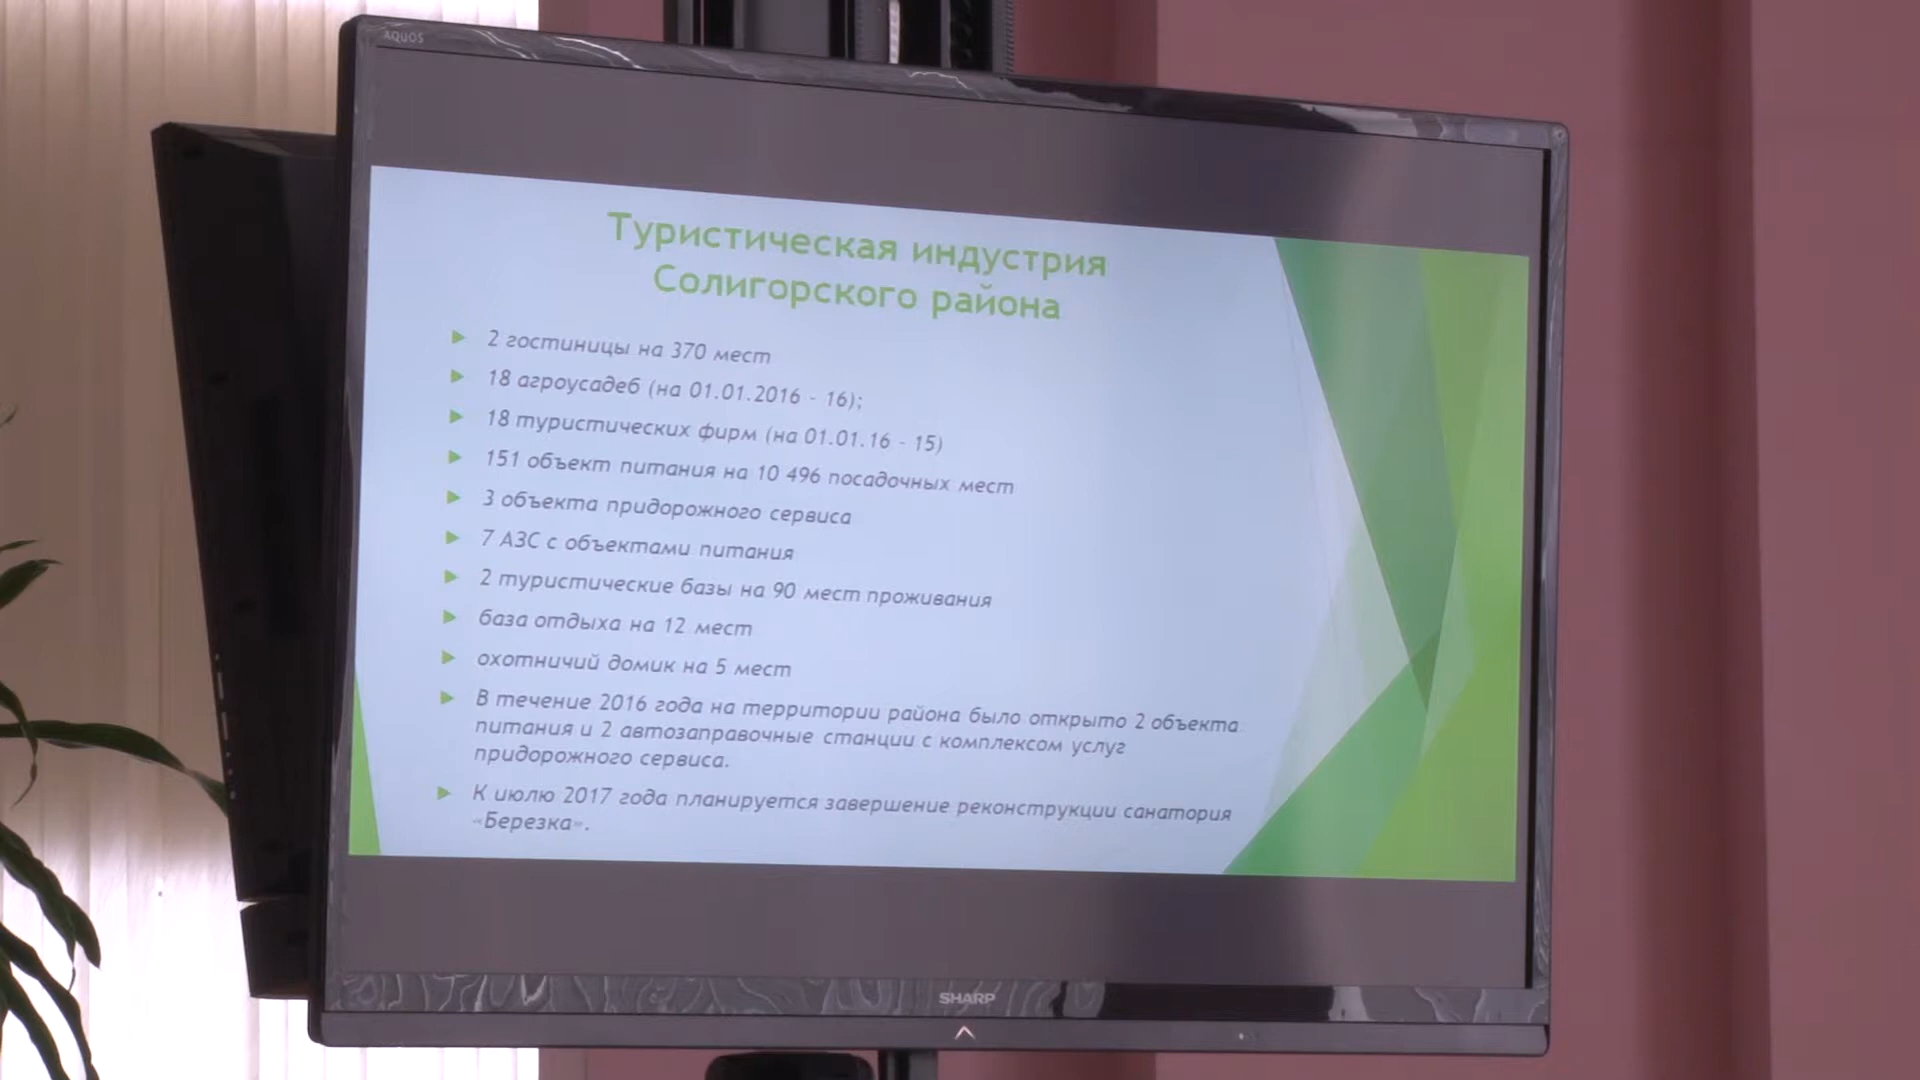 AQUOS
Туристическая индустрия
Солигорского района
2 гостиницы на 370 мест
18 агроусадеб (на 01.01.2016 - 16);
18 туристических фирм (на 01.01.16 - 15)
151 объект питания на 10 496 посадочных мест
3 объекта придорожного сервиса
7 АЗС с объектами питания
2 туристические базы на 90 мест проживания
база отдыха на 12 мест
охотничий домик на 5 мест
В течение 2016 года на территории района было открыто 2 объекта
питания и 2 автозаправочные станции с комплексом услуг
придорожного сервиса.
К июлю 2017 года планируется завершение реконструкции санатория
«Березка».
SHARP